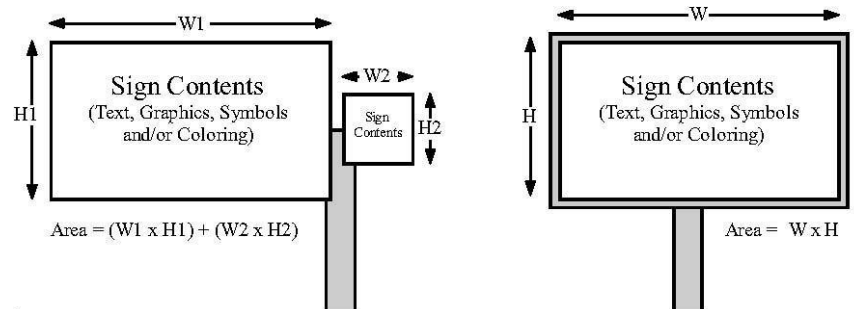 W1
H1
Sign Contents
(Text, Graphics, Symbols
and/or Coloring)
W2
Sign
Contents
H2
Area = (W1 x H1) + (W2 x H2)
W
H
Sign Contents
(Text, Graphics, Symbols
and/or Coloring)
Area = W x H